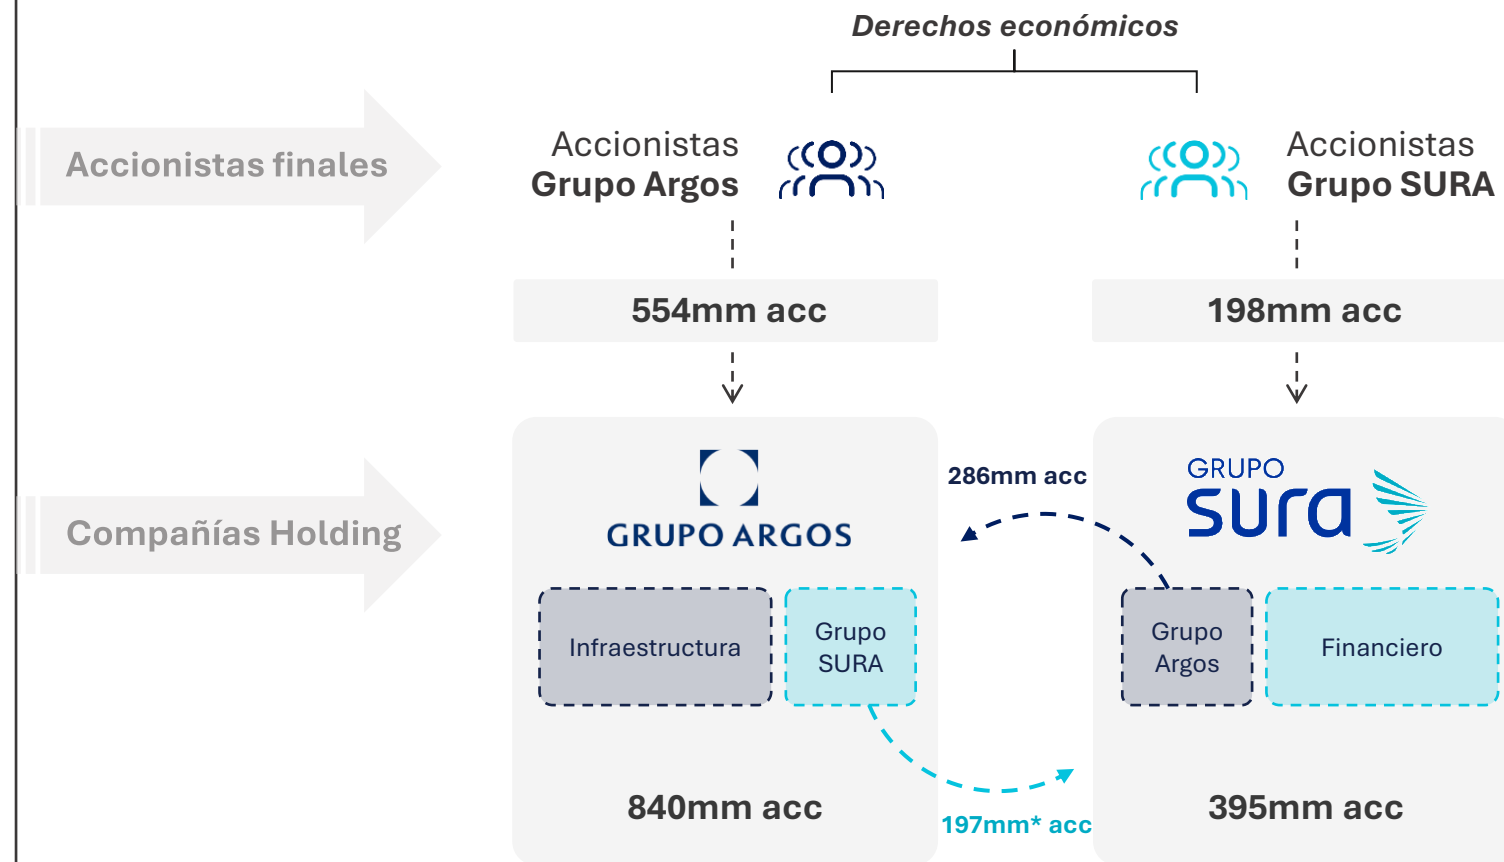 Derechos económicos
Accionistas finales
Accionistas
Grupo Argos
Accionistas
Grupo SURA
554mm acc
198mm acc
Compañías Holding
GRUPO ARGOS
286mm acc
GRUPO
sura
Infraestructura
Grupo
SURA
Grupo
Argos
Financiero
840mm acc
197mm* acc
395mm acc